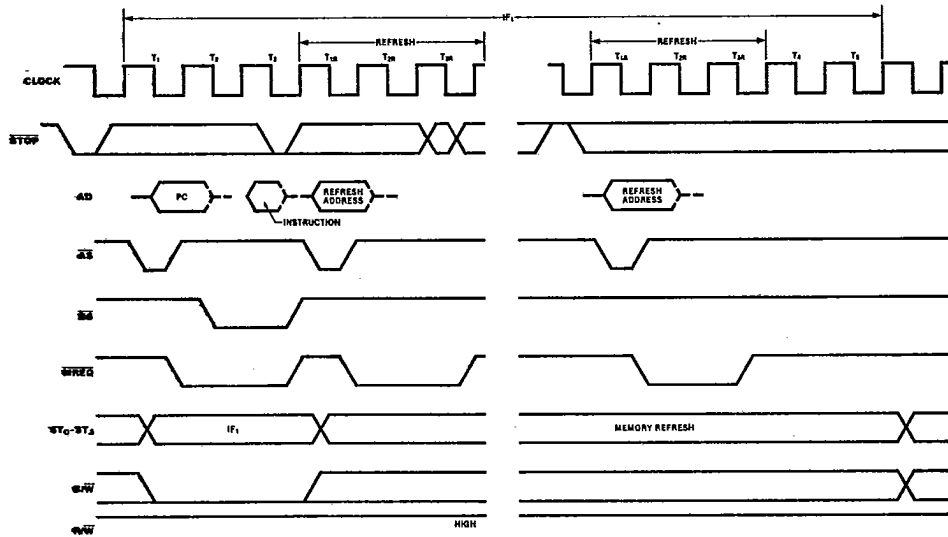 IF₁
REFRESH
REFRESH
T₁ T₂ T₃ T₁R T₂R T₃R
T₁R T₂R T₃R T₄ T₅
CLOCK
STOP
AD
PC
REFRESH
ADDRESS
REFRESH
ADDRESS
INSTRUCTION
AS
DS
MREQ
ST₀-ST₃
IF₁
MEMORY REFRESH
B/W
R/W
HIGH